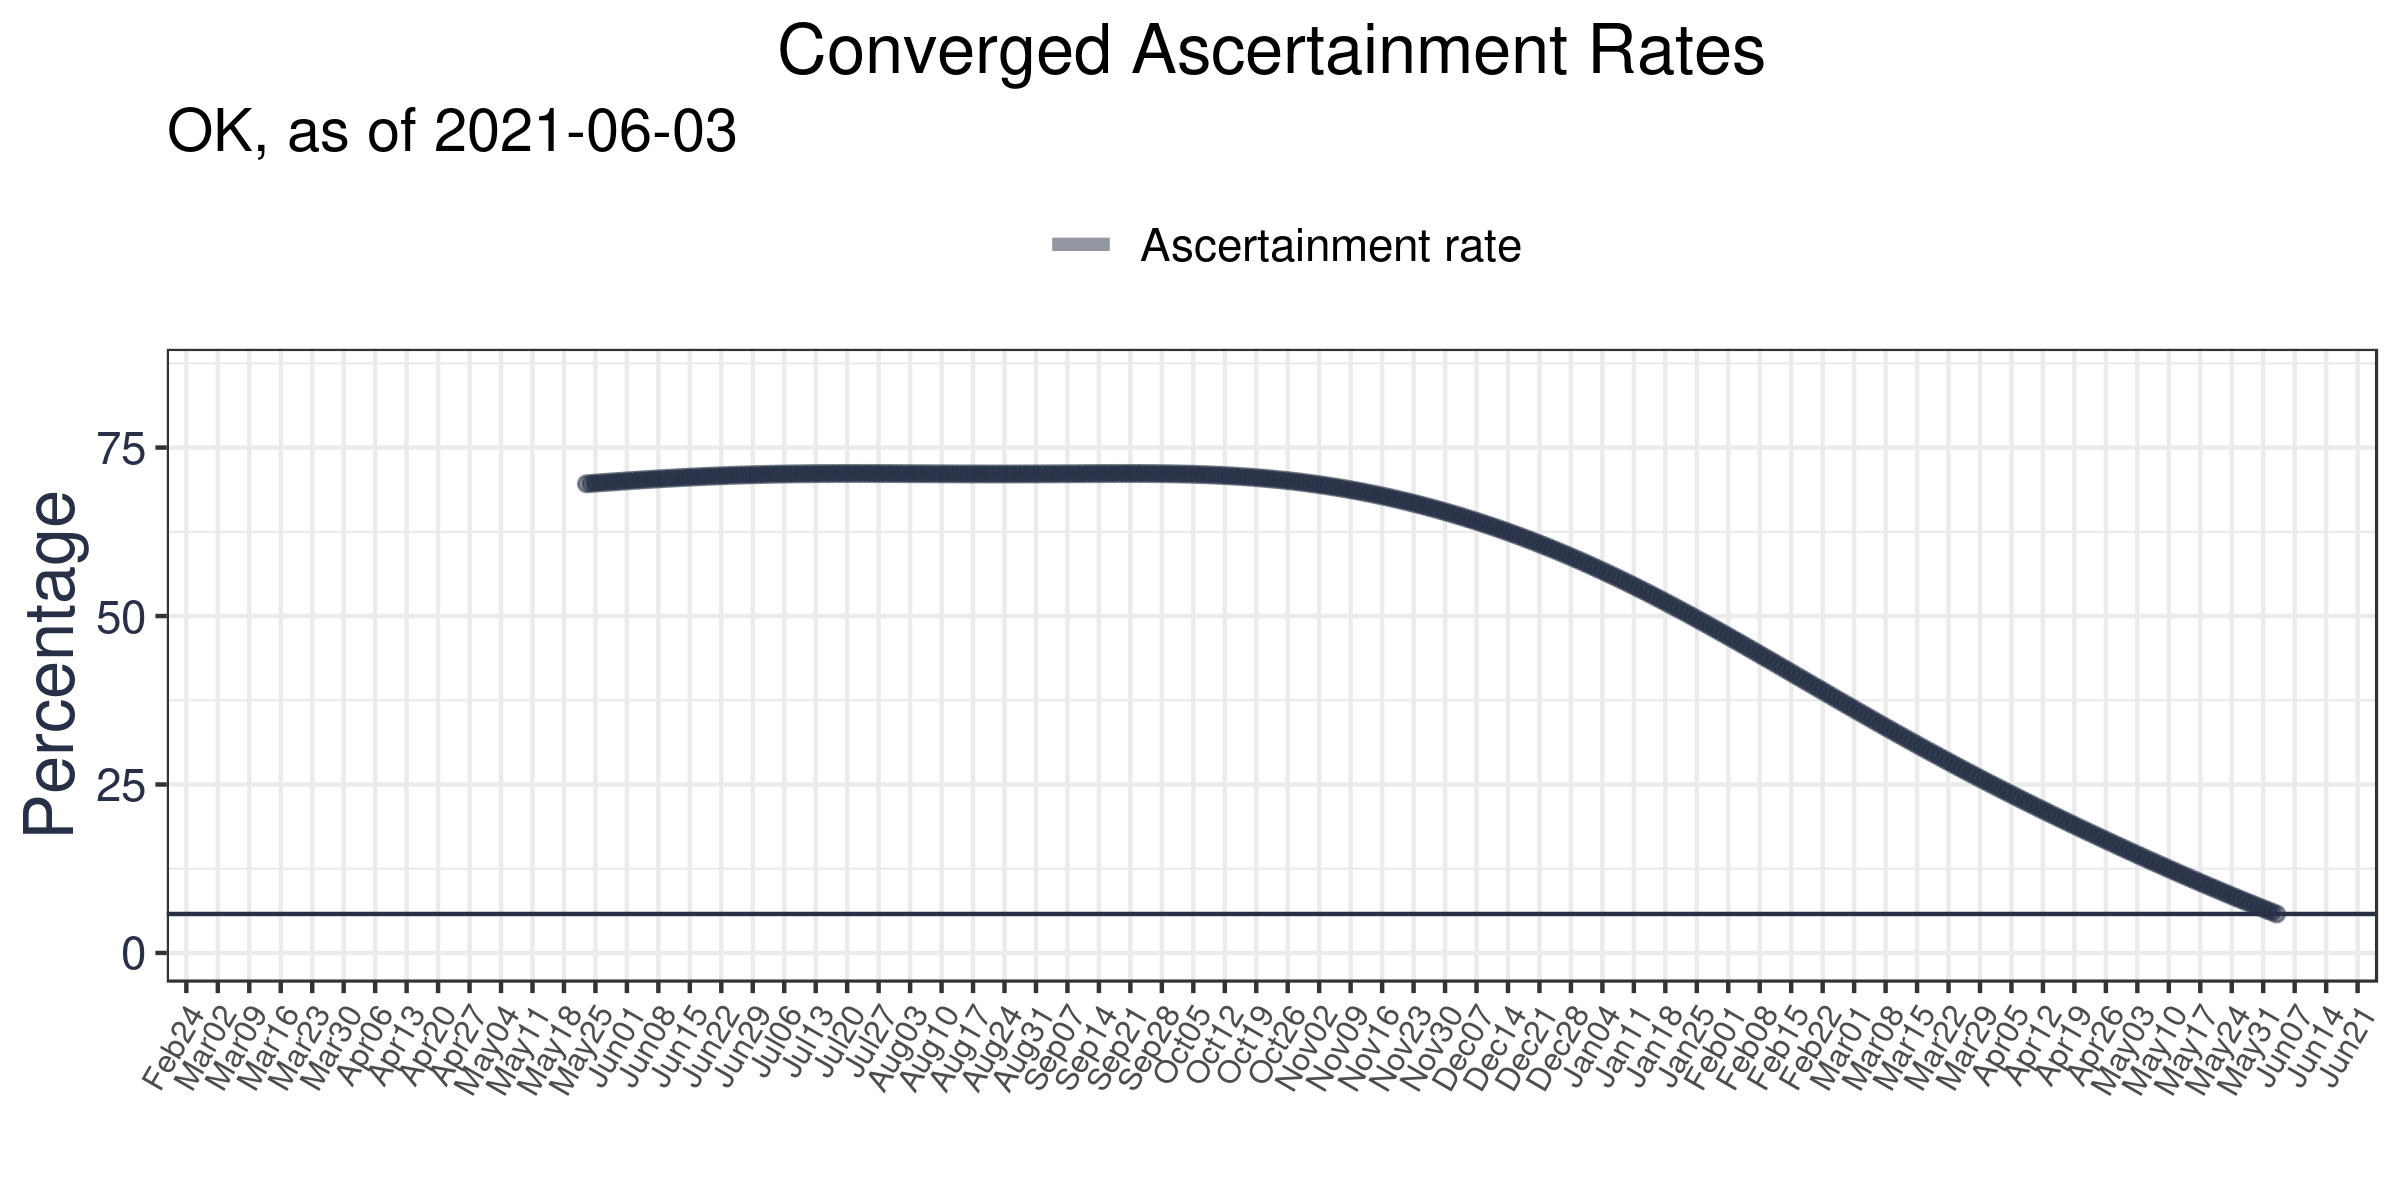 Converged Ascertainment Rates
OK, as of 2021-06-03
Ascertainment rate
Percentage
75
50
25
0
Feb24
Mar02
Mar09
Mar16
Mar23
Mar30
Apr06
Apr13
Apr20
Apr27
May04
May11
May18
May25
Jun01
Jun08
Jun15
Jun22
Jun29
Jul06
Jul13
Jul20
Jul27
Aug03
Aug10
Aug17
Aug24
Aug31
Sep07
Sep14
Sep21
Sep28
Oct05
Oct12
Oct19
Oct26
Nov02
Nov09
Nov16
Nov23
Nov30
Dec07
Dec14
Dec21
Dec28
Jan04
Jan11
Jan18
Jan25
Feb01
Feb08
Feb15
Feb22
Mar01
Mar08
Mar15
Mar22
Mar29
Apr05
Apr12
Apr19
Apr26
May03
May10
May17
May24
May31
Jun07
Jun14
Jun21